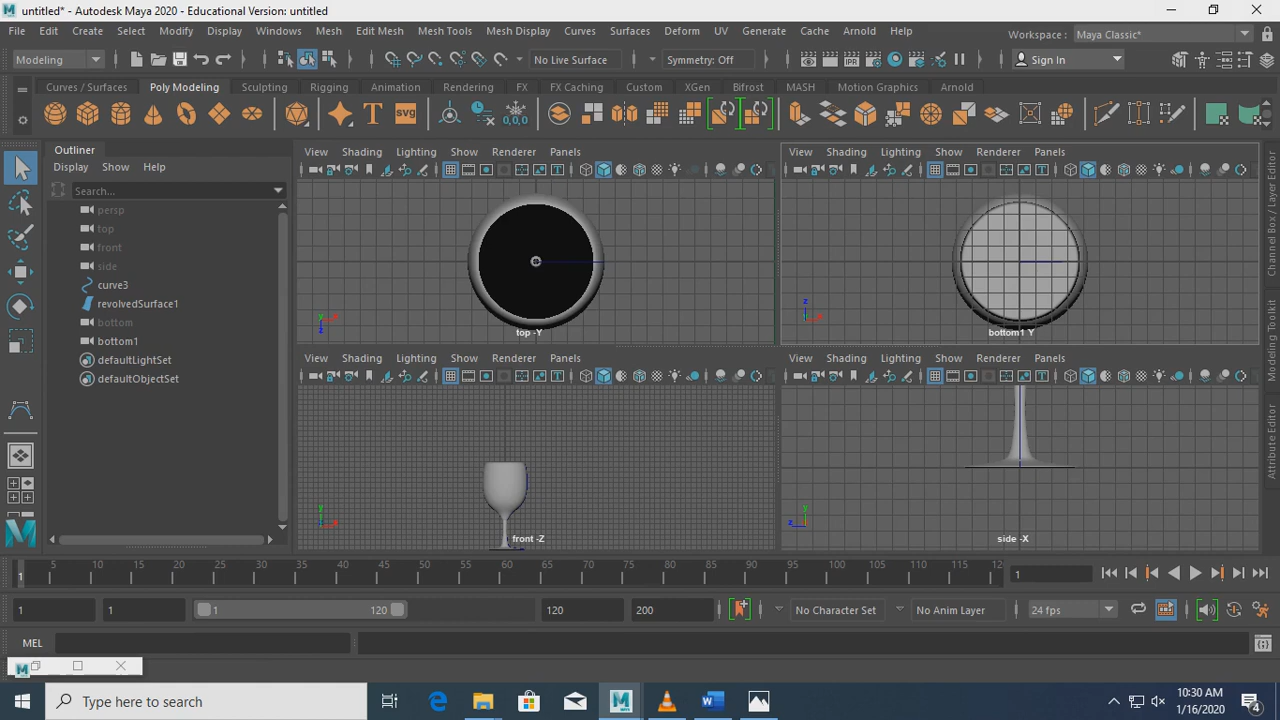 untitled* - Autodesk Maya 2020 - Educational Version: untitled
File Edit Create Select Modify Display Windows Mesh Edit Mesh Mesh Tools Mesh Display Curves Surfaces Deform UV Generate Cache Arnold Help Workspace : Maya Classic*
Modeling No Live Surface Symmetry: Off IPR Sign In
Curves / Surfaces Poly Modeling Sculpting Rigging Animation Rendering FX FX Caching Custom XGen Bifrost MASH Motion Graphics Arnold
T SVG 0,0,0
Outliner
Display Show Help
Search...
persp
top
front
side
curve3
revolvedSurface1
bottom
bottom1
defaultLightSet
defaultObjectSet
View Shading Lighting Show Renderer Panels
y x z
top -Y
View Shading Lighting Show Renderer Panels
z x
bottom1 Y
View Shading Lighting Show Renderer Panels
y x
front -Z
View Shading Lighting Show Renderer Panels
y z
side -X
Channel Box / Layer Editor
Modeling Toolkit
Attribute Editor
1 5 10 15 20 25 30 35 40 45 50 55 60 65 70 75 80 85 90 95 100 105 110 115 120 1
1 1 1 120 120 200 No Character Set No Anim Layer 24 fps
MEL
Type here to search
10:30 AM
1/16/2020
4